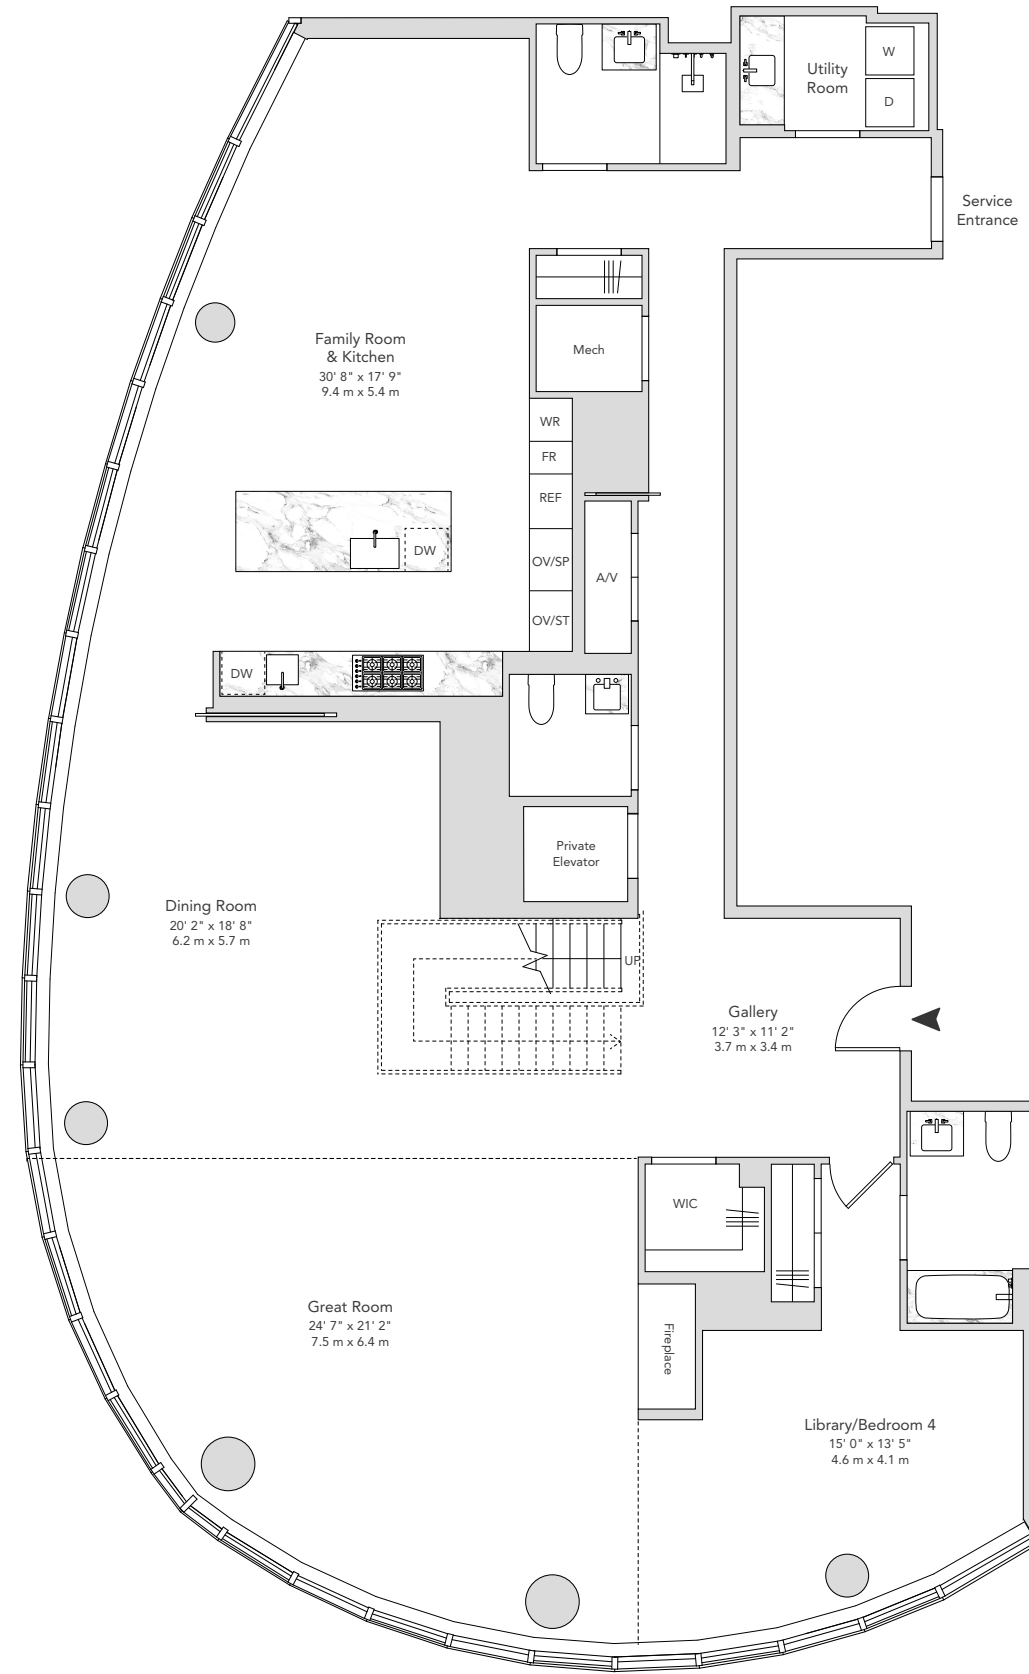 Utility
Room
W
D
Service
Entrance
Family Room
& Kitchen
30' 8" x 17' 9"
9.4 m x 5.4 m
Mech
WR
FR
REF
OV/SP
OV/ST
A/V
DW
DW
Private
Elevator
Dining Room
20' 2" x 18' 8"
6.2 m x 5.7 m
UP
Gallery
12' 3" x 11' 2"
3.7 m x 3.4 m
WIC
Great Room
24' 7" x 21' 2"
7.5 m x 6.4 m
Fireplace
Library/Bedroom 4
15' 0" x 13' 5"
4.6 m x 4.1 m